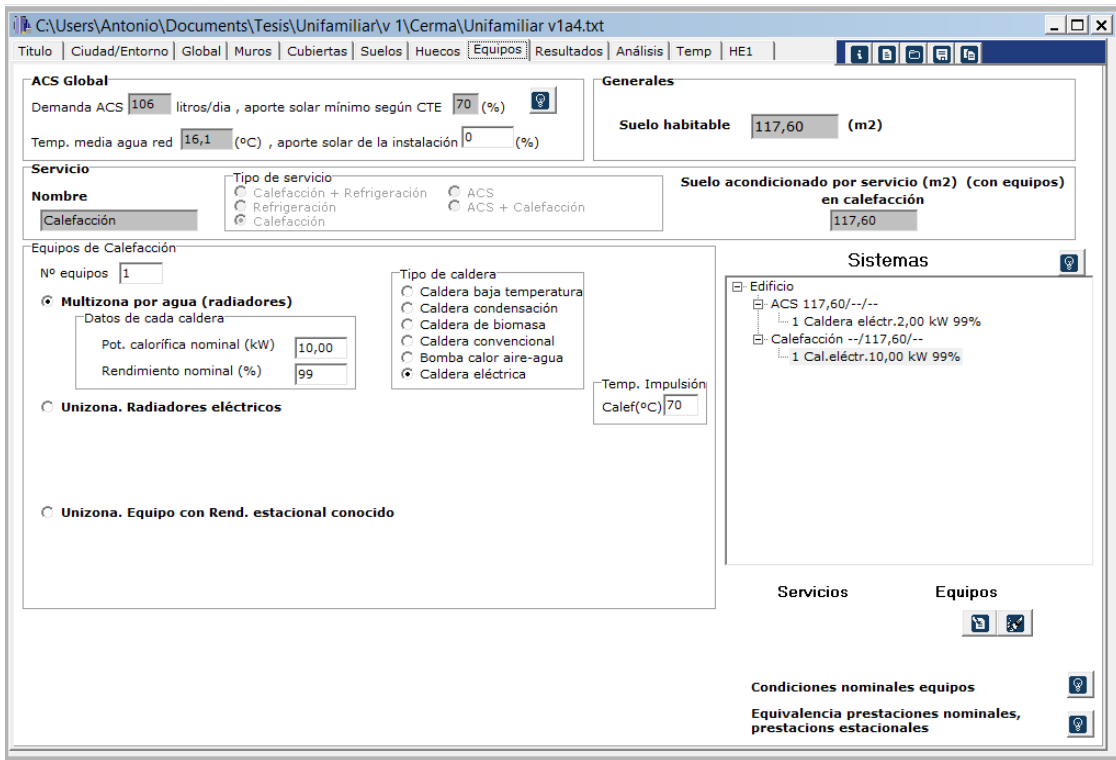 C:\Users\Antonio\Documents\Tesis\Unifamiliar\v 1\Cerma\Unifamiliar v1a4.txt
Titulo Ciudad/Entorno Global Muros Cubiertas Suelos Huecos Equipos Resultados Análisis Temp HE1
ACS Global
Demanda ACS 106 litros/dia , aporte solar mínimo según CTE 70 (%)
Temp. media agua red 16,1 (ºC) , aporte solar de la instalación 0 (%)
Generales
Suelo habitable 117,60 (m2)
Servicio
Nombre
Calefacción
Tipo de servicio
Calefacción + Refrigeración ACS
Refrigeración ACS + Calefacción
Calefacción
Suelo acondicionado por servicio (m2) (con equipos)
en calefacción
117,60
Equipos de Calefacción
Nº equipos 1
Multizona por agua (radiadores)
Datos de cada caldera
Pot. calorífica nominal (kW) 10,00
Rendimiento nominal (%) 99
Tipo de caldera
Caldera baja temperatura
Caldera condensación
Caldera de biomasa
Caldera convencional
Bomba calor aire-agua
Caldera eléctrica
Temp. Impulsión
Calef(ºC) 70
Unizona. Radiadores eléctricos
Unizona. Equipo con Rend. estacional conocido
Sistemas
Edificio
ACS 117,60/--/--
1 Caldera eléctr.2,00 kW 99%
Calefacción --/117,60/--
1 Cal.eléctr.10,00 kW 99%
Servicios Equipos
Condiciones nominales equipos
Equivalencia prestaciones nominales,
prestacions estacionales